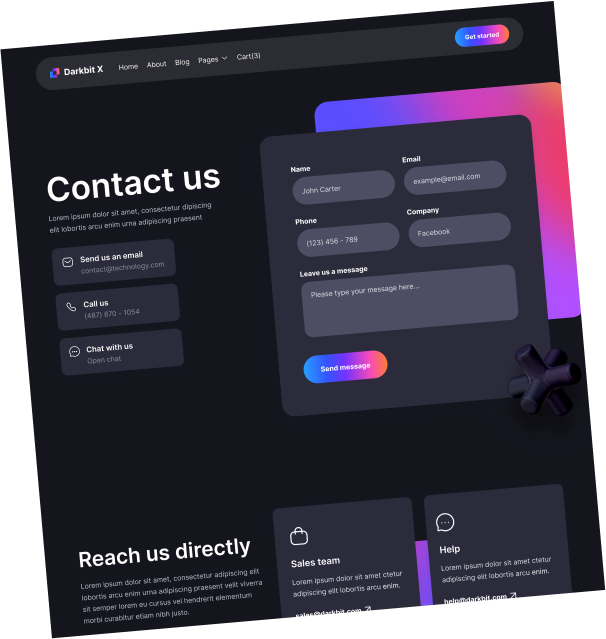 Darkbit X
Home
About
Blog
Pages
Cart(3)
Get started
Contact us
Lorem ipsum dolor sit amet, consectetur dipiscing
elit lobortis arcu enim urna adipiscing praesent
Send us an email
contact@technology.com
Call us
(487) 870 - 1054
Chat with us
Open chat
Name
John Carter
Email
example@email.com
Phone
(123) 456 - 789
Company
Facebook
Leave us a message
Please type your message here...
Send message
Reach us directly
Lorem ipsum dolor sit amet, consectetur adipiscing elit
lobortis arcu enim urna adipiscing praesent velit viverra
sit semper lorem eu cursus vel hendrerit elementum
morbi curabitur etiam nibh justo.
Sales team
Lorem ipsum dolor sit amet ctetur
adipiscing elit lobortis arcu enim.
sales@darkbit.com
Help
Lorem ipsum dolor sit amet ctetur
adipiscing elit lobortis arcu enim.
help@darkbit.com